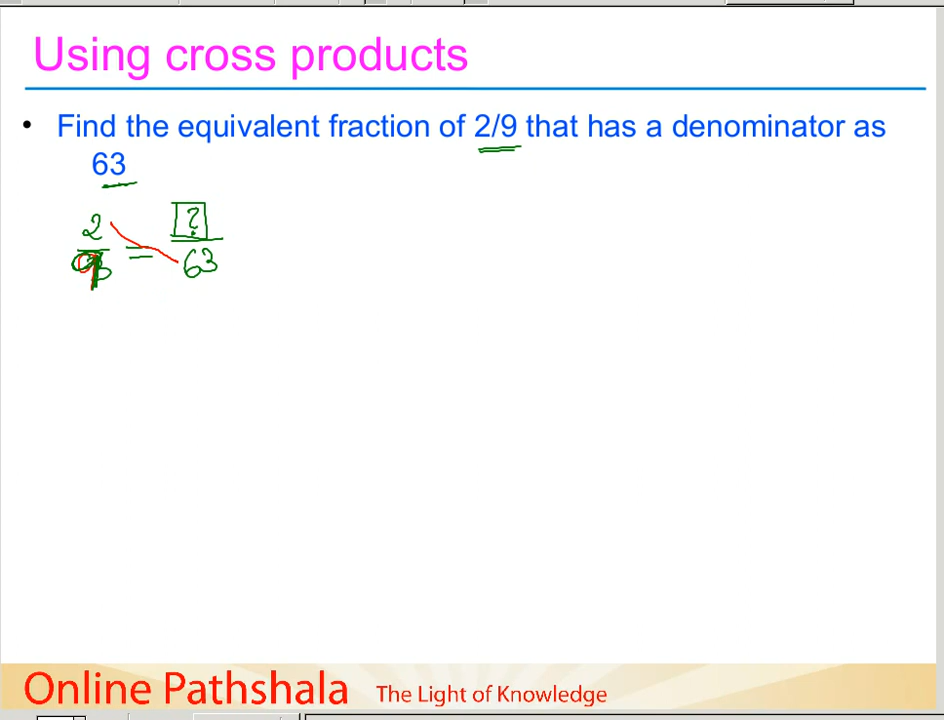 Using cross products
• Find the equivalent fraction of 2/9 that has a denominator as
63
2 ?
9 = 63
Online Pathshala The Light of Knowledge